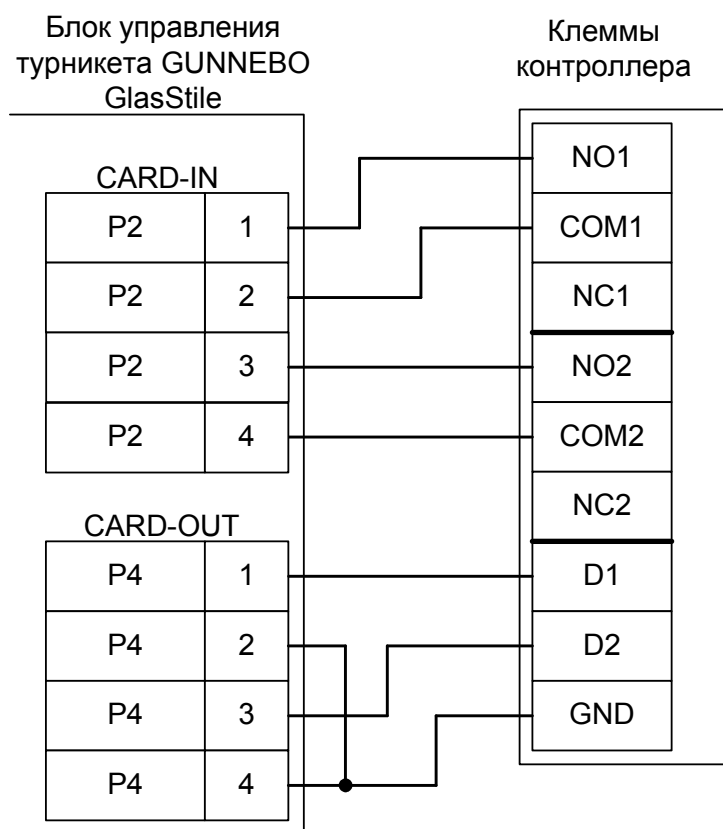 Блок управления
турникета GUNNEBO
GlasStile
Клеммы
контроллера
CARD-IN
P2 1
P2 2
P2 3
P2 4
CARD-OUT
P4 1
P4 2
P4 3
P4 4
NO1
COM1
NC1
NO2
COM2
NC2
D1
D2
GND